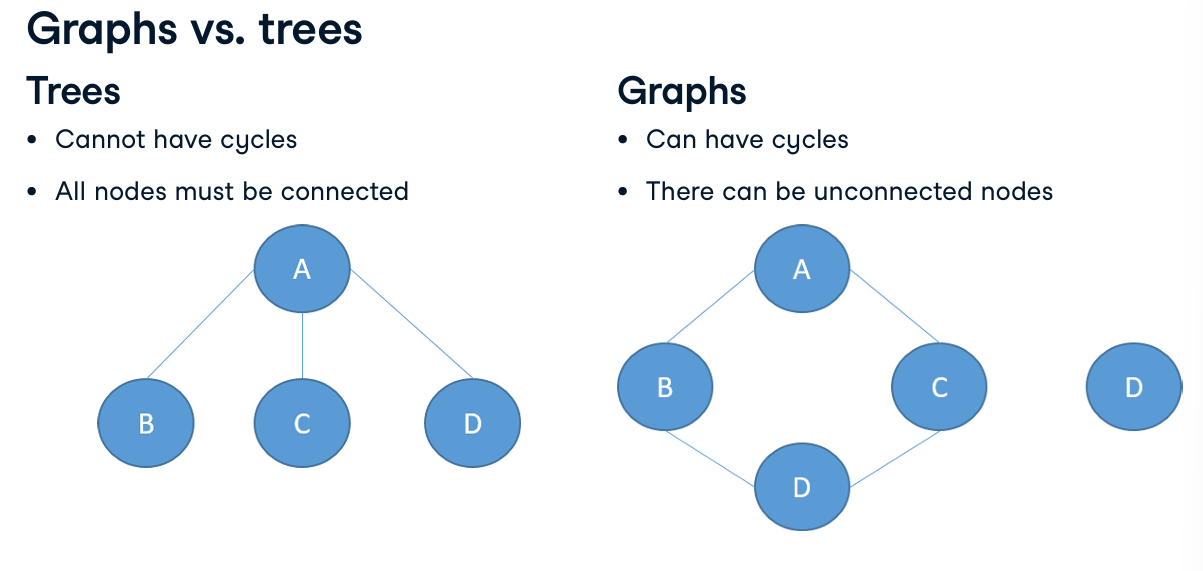 Graphs vs. trees
Trees
• Cannot have cycles
• All nodes must be connected
A
B C D
Graphs
• Can have cycles
• There can be unconnected nodes
A
B C D
D